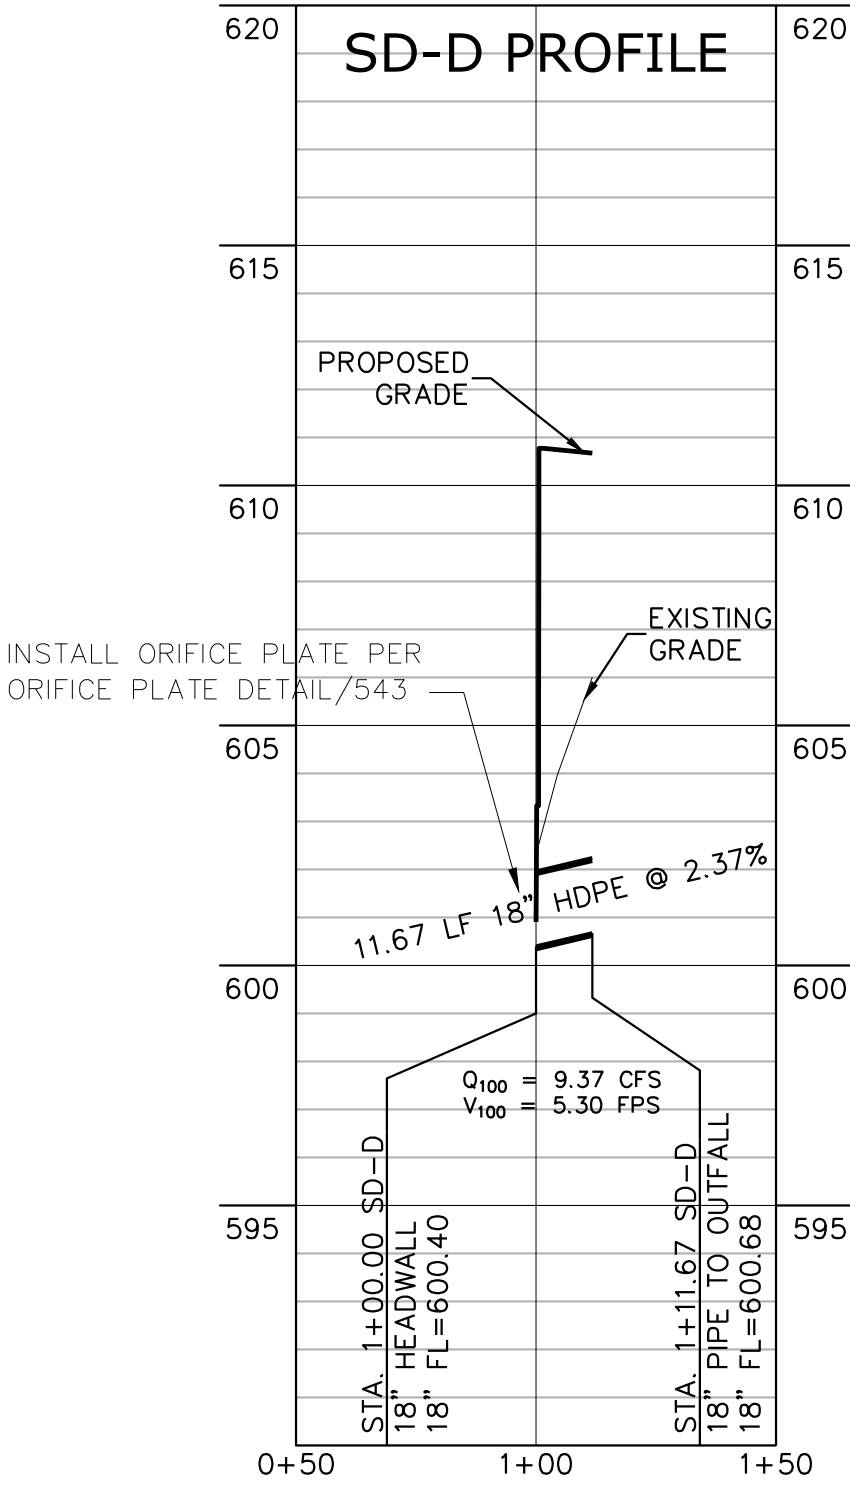 SD-D PROFILE
620
620
615
615
PROPOSED
GRADE
610
610
EXISTING
GRADE
INSTALL ORIFICE PLATE PER
ORIFICE PLATE DETAIL/543
605
605
11.67 LF 18" HDPE @ 2.37%
600
600
Q100 = 9.37 CFS
V100 = 5.30 FPS
595
595
STA. 1+00.00 SD-D
18" HEADWALL
18" FL=600.40
STA. 1+11.67 SD-D
18" PIPE TO OUTFALL
18" FL=600.68
0+50
1+00
1+50